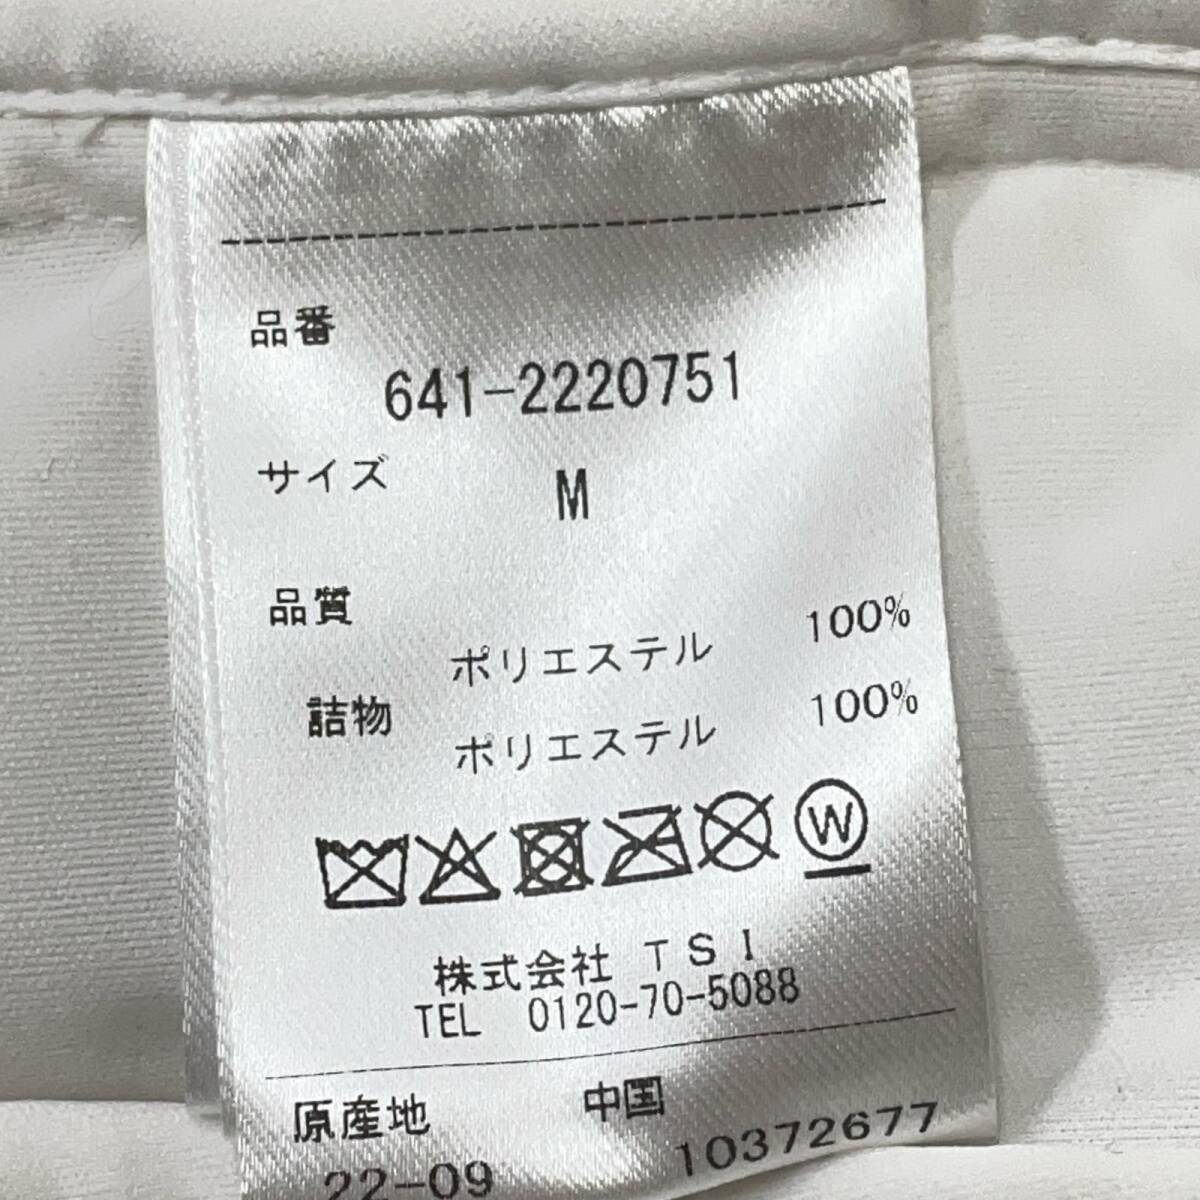 品番
641-2220751
サイズ M
品質
ポリエステル 100%
詰物
ポリエステル 100%
W
株式会社 TSI
TEL 0120-70-5088
原産地 中国
22-09 10372677